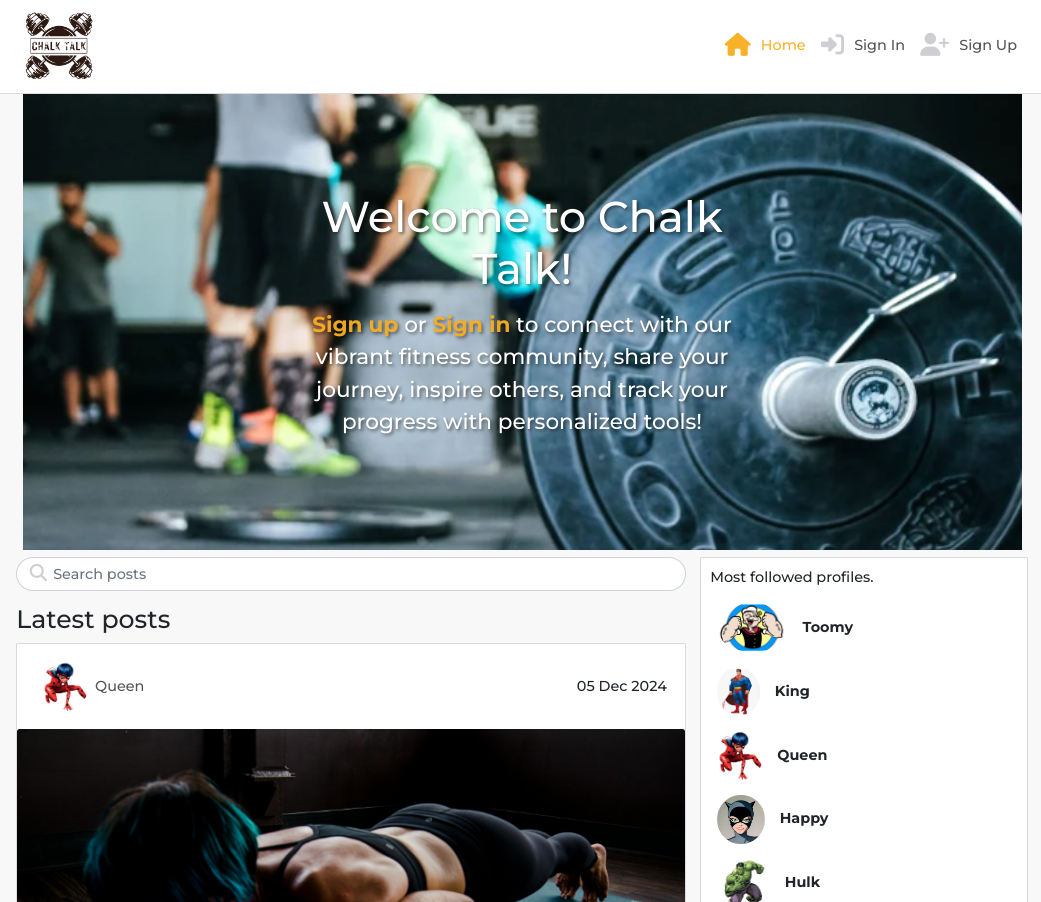 CHALK TALK
Home
Sign In
Sign Up
Welcome to Chalk
Talk!
Sign up or Sign in to connect with our
vibrant fitness community, share your
journey, inspire others, and track your
progress with personalized tools!
Search posts
Latest posts
Queen
05 Dec 2024
Most followed profiles.
Toomy
King
Queen
Happy
Hulk